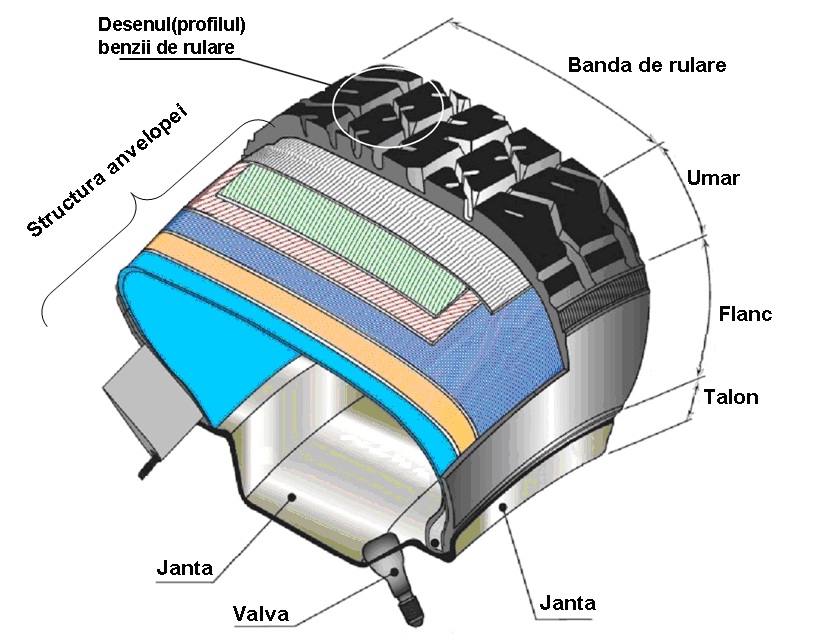 Desenul(profilul)
benzii de rulare
Banda de rulare
Structura anvelopei
Umar
Flanc
Talon
Janta
Valva
Janta